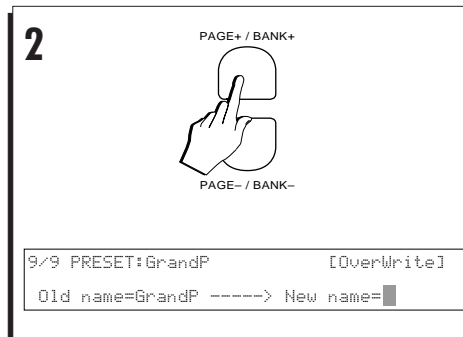 2
PAGE+ / BANK+
PAGE– / BANK–
9/9 PRESET:GrandP [OverWrite]
Old name=GrandP -----> New name=